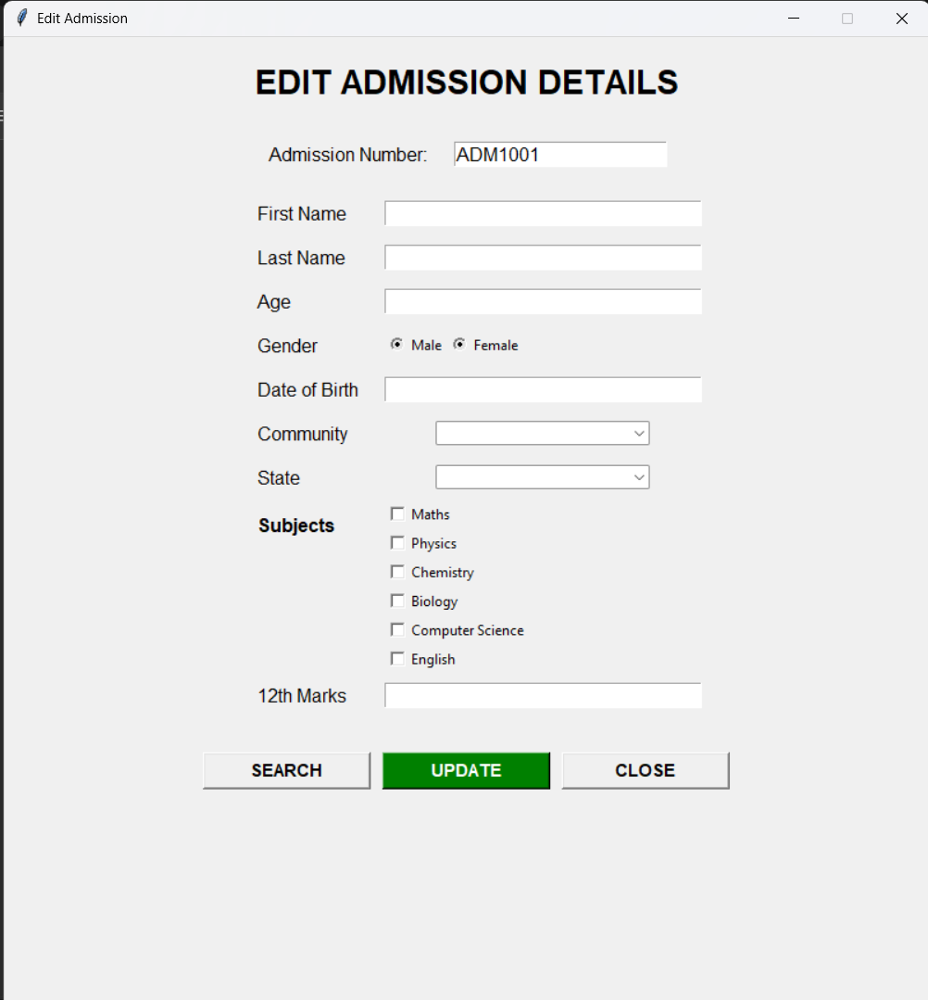 Edit Admission
EDIT ADMISSION DETAILS
Admission Number: ADM1001
First Name
Last Name
Age
Gender Male Female
Date of Birth
Community
State
Subjects
Maths
Physics
Chemistry
Biology
Computer Science
English
12th Marks
SEARCH UPDATE CLOSE